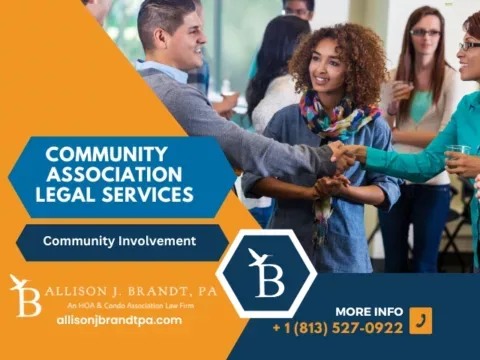 COMMUNITY
ASSOCIATION
LEGAL SERVICES
Community Involvement
B ALLISON J. BRANDT, PA
An HOA & Condo Association Law Firm
allisonjbrandtpa.com
B
MORE INFO
+ 1 (813) 527-0922